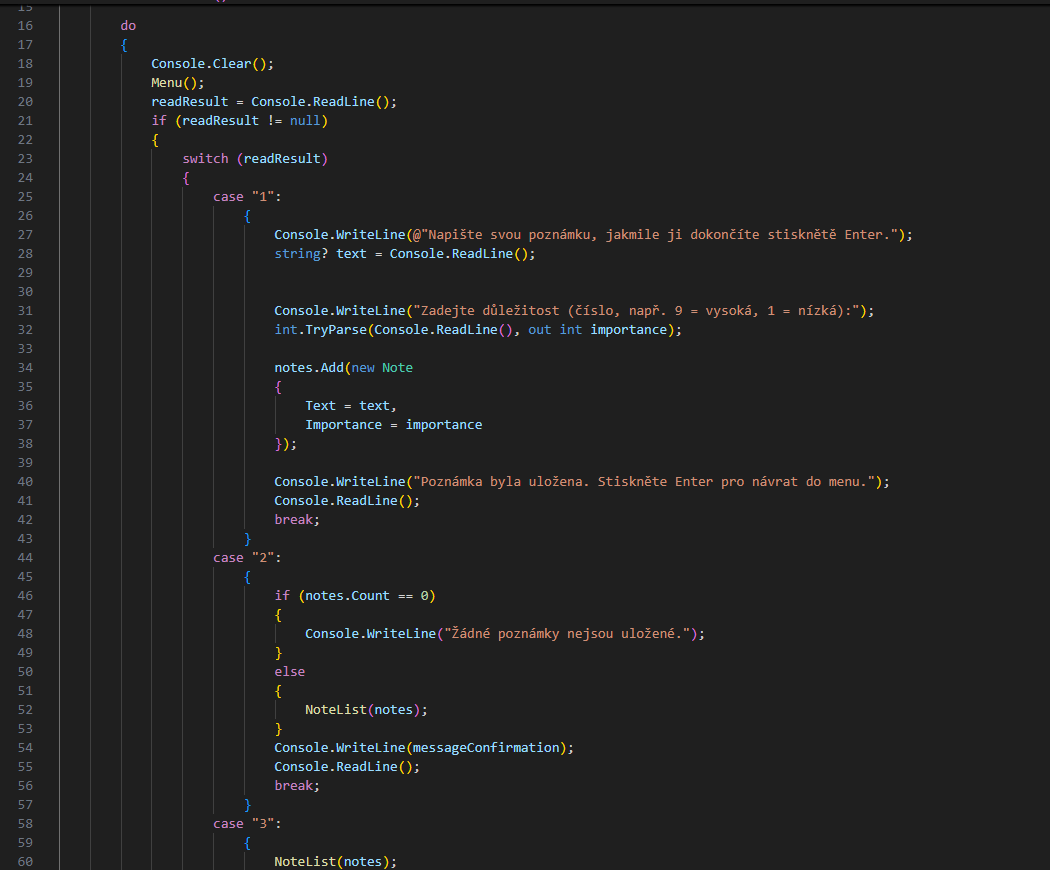 15
16 do
17 {
18 Console.Clear();
19 Menu();
20 readResult = Console.ReadLine();
21 if (readResult != null)
22 {
23 switch (readResult)
24 {
25 case "1":
26 {
27 Console.WriteLine(@"Napište svou poznámku, jakmile ji dokončíte stisknětě Enter.");
28 string? text = Console.ReadLine();
29
30
31 Console.WriteLine("Zadejte důležitost (číslo, např. 9 = vysoká, 1 = nízká):");
32 int.TryParse(Console.ReadLine(), out int importance);
33
34 notes.Add(new Note
35 {
36 Text = text,
37 Importance = importance
38 });
39
40 Console.WriteLine("Poznámka byla uložena. Stiskněte Enter pro návrat do menu.");
41 Console.ReadLine();
42 break;
43 }
44 case "2":
45 {
46 if (notes.Count == 0)
47 {
48 Console.WriteLine("Žádné poznámky nejsou uložené.");
49 }
50 else
51 {
52 NoteList(notes);
53 }
54 Console.WriteLine(messageConfirmation);
55 Console.ReadLine();
56 break;
57 }
58 case "3":
59 {
60 NoteList(notes);